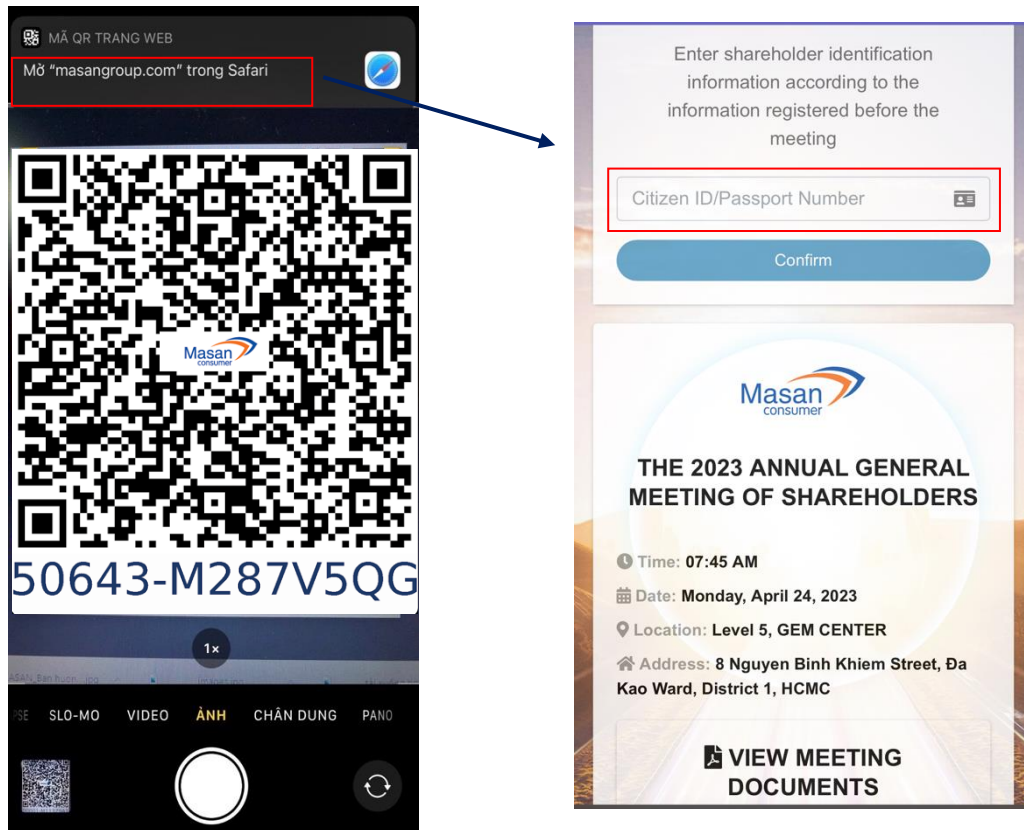 MÃ QR TRANG WEB
Mở “masangroup.com” trong Safari
Masan
consumer
50643-M287V5QG
1×
SLO-MO VIDEO ẢNH CHÂN DUNG PANO
Enter shareholder identification
information according to the
information registered before the
meeting
Citizen ID/Passport Number
Confirm
Masan
consumer
THE 2023 ANNUAL GENERAL
MEETING OF SHAREHOLDERS
Time: 07:45 AM
Date: Monday, April 24, 2023
Location: Level 5, GEM CENTER
Address: 8 Nguyen Binh Khiem Street, Đa
Kao Ward, District 1, HCMC
VIEW MEETING
DOCUMENTS